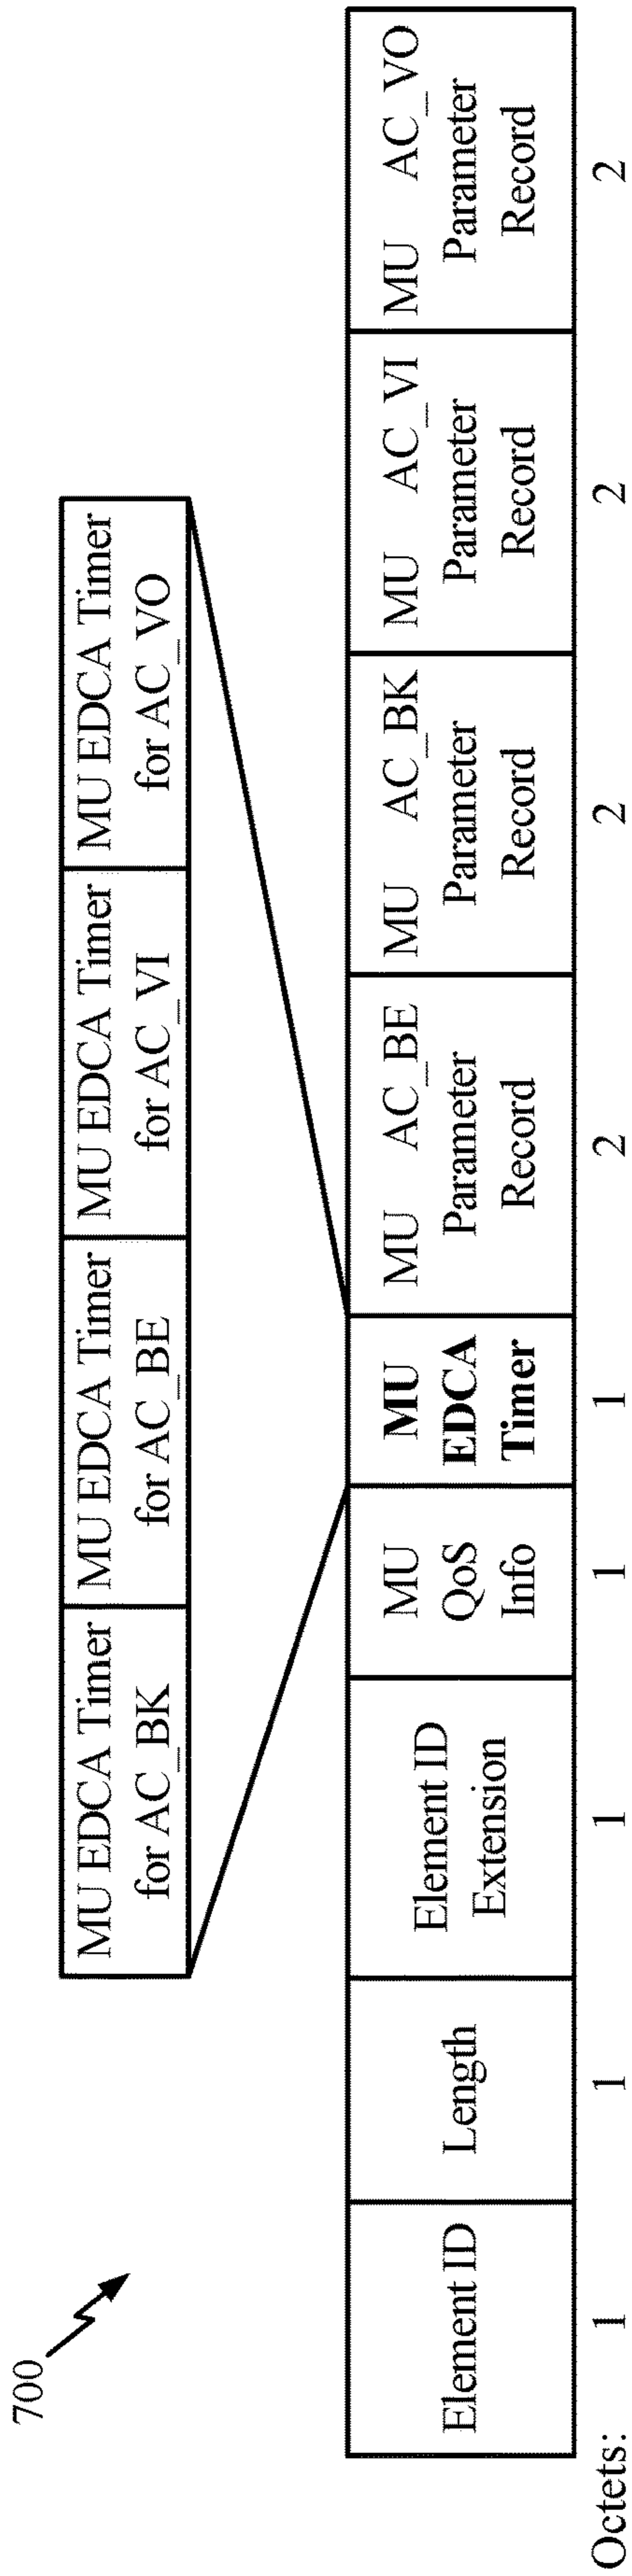 700
MU EDCA Timer
for AC_BK
MU EDCA Timer
for AC_BE
MU EDCA Timer
for AC_VI
MU EDCA Timer
for AC_VO
Element ID
Length
Element ID
Extension
MU
QoS
Info
MU
EDCA
Timer
MU AC_BE
Parameter
Record
MU AC_BK
Parameter
Record
MU AC_VI
Parameter
Record
MU AC_VO
Parameter
Record
Octets: 1 1 1 1 1 2 2 2 2